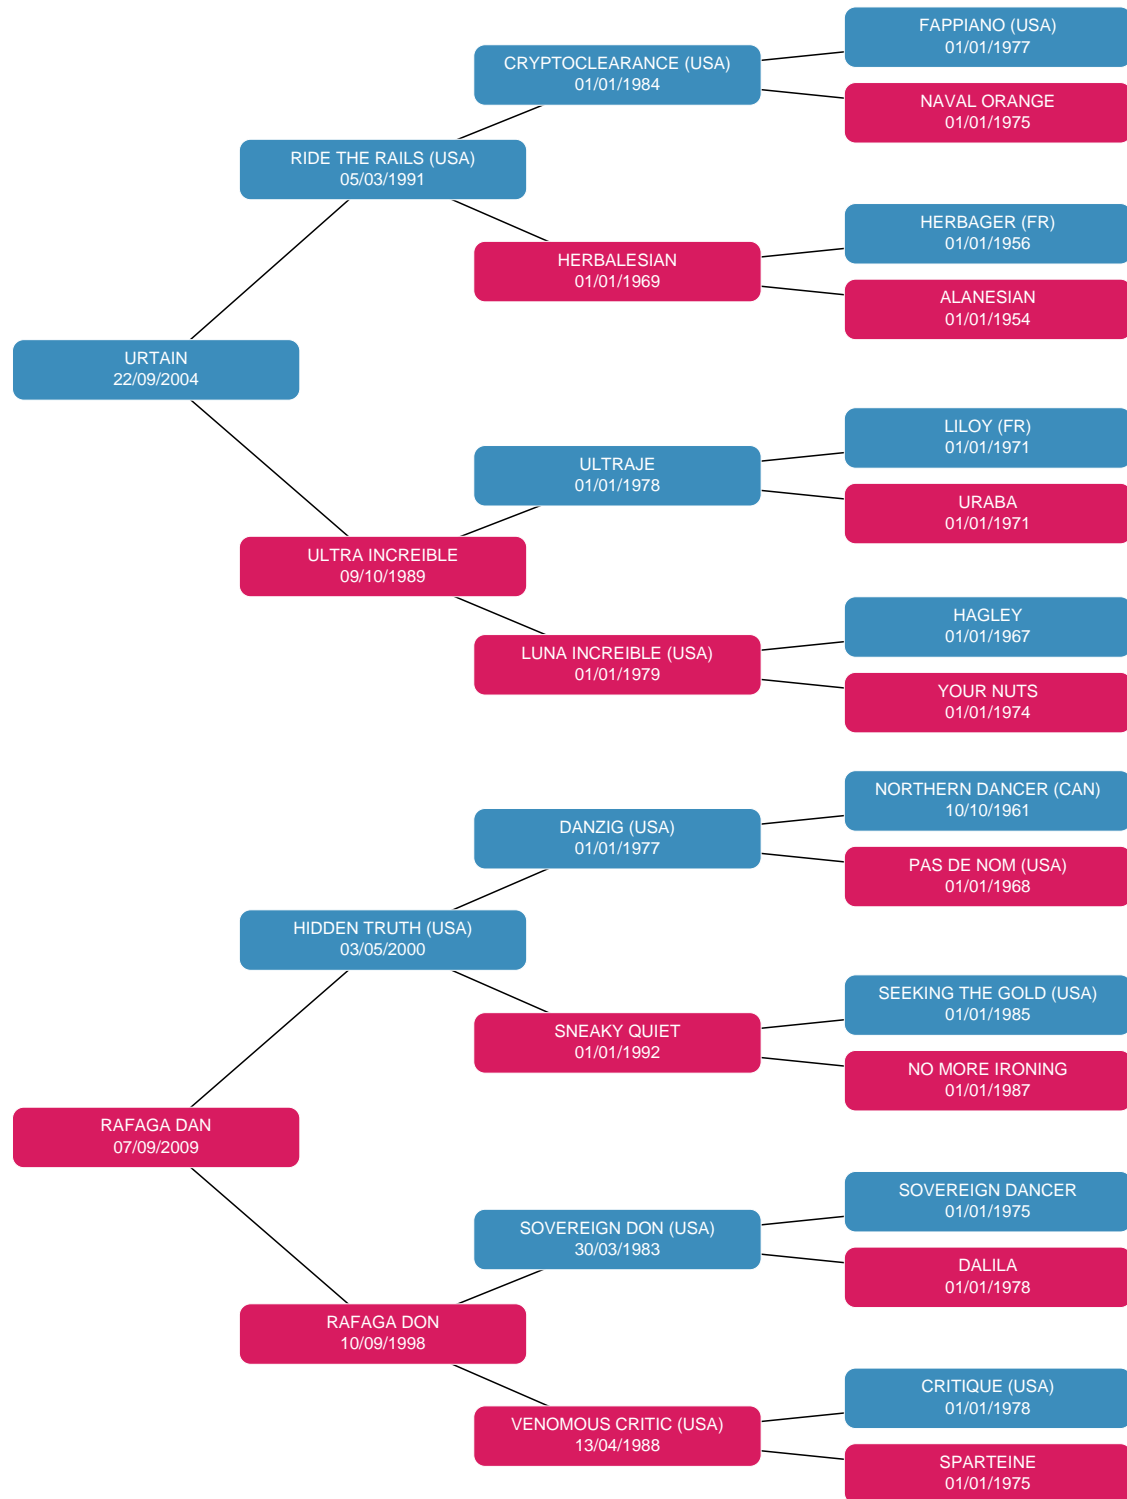 FAPPIANO (USA)
01/01/1977
CRYPTOCLEARANCE (USA)
01/01/1984
NAVAL ORANGE
01/01/1975
RIDE THE RAILS (USA)
05/03/1991
HERBAGER (FR)
01/01/1956
HERBALESIAN
01/01/1969
ALANESIAN
01/01/1954
URTAIN
22/09/2004
LILOY (FR)
01/01/1971
ULTRAJE
01/01/1978
URABA
01/01/1971
ULTRA INCREIBLE
09/10/1989
HAGLEY
01/01/1967
LUNA INCREIBLE (USA)
01/01/1979
YOUR NUTS
01/01/1974
NORTHERN DANCER (CAN)
10/10/1961
DANZIG (USA)
01/01/1977
PAS DE NOM (USA)
01/01/1968
HIDDEN TRUTH (USA)
03/05/2000
SEEKING THE GOLD (USA)
01/01/1985
SNEAKY QUIET
01/01/1992
NO MORE IRONING
01/01/1987
RAFAGA DAN
07/09/2009
SOVEREIGN DANCER
01/01/1975
SOVEREIGN DON (USA)
30/03/1983
DALILA
01/01/1978
RAFAGA DON
10/09/1998
CRITIQUE (USA)
01/01/1978
VENOMOUS CRITIC (USA)
13/04/1988
SPARTEINE
01/01/1975